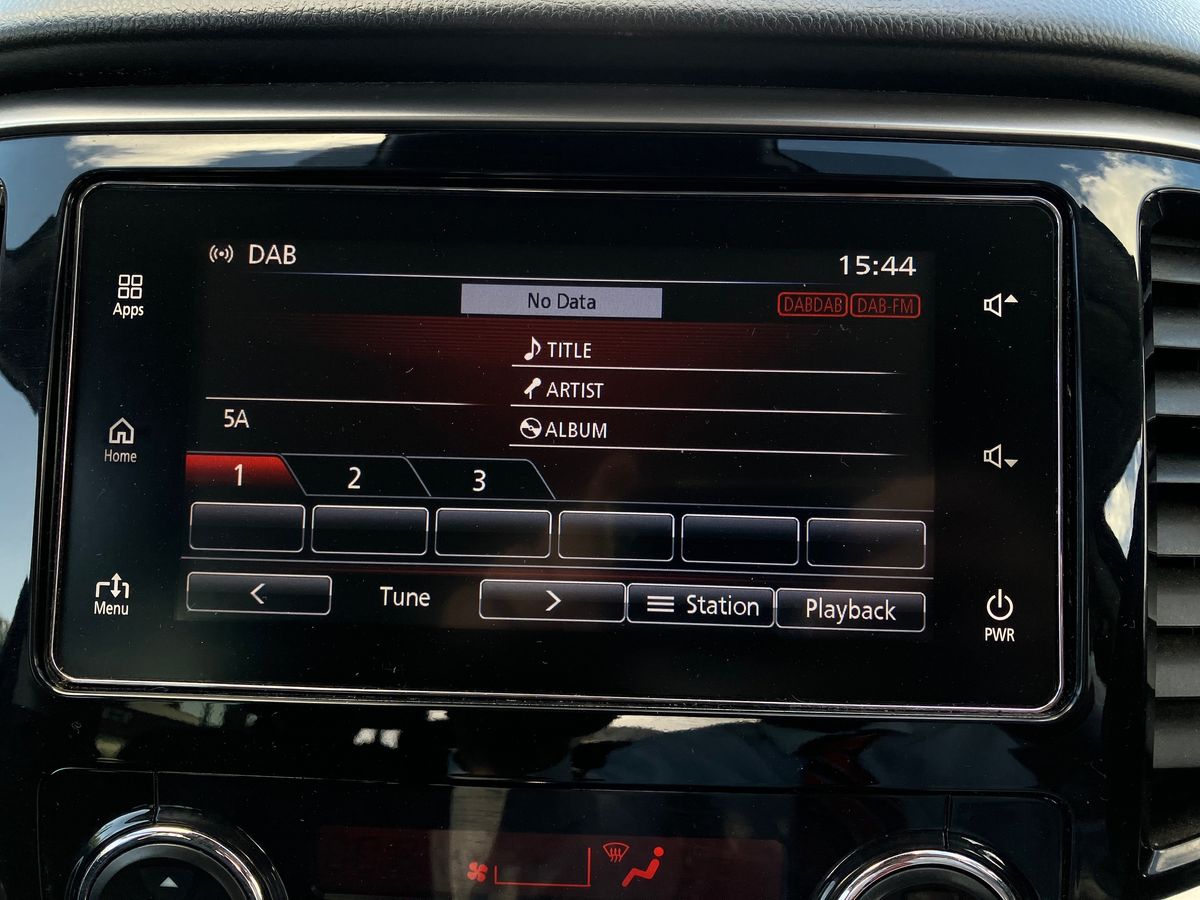 DAB
15:44
Apps
No Data
DABDAB DAB-FM
TITLE
ARTIST
5A
ALBUM
Home
1 2 3
Menu
< Tune > Station Playback
PWR